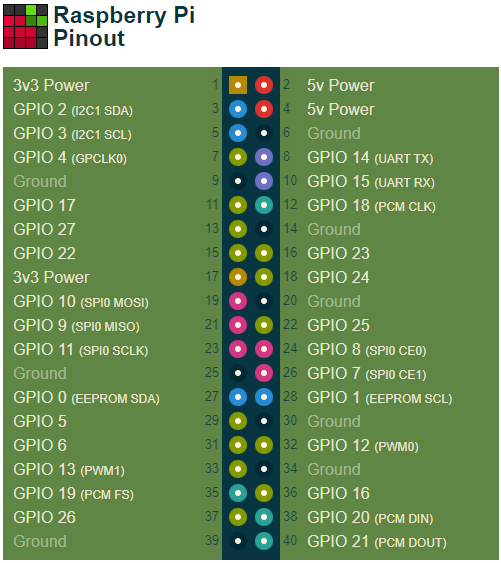 Raspberry Pi
Pinout
3v3 Power 1 2 5v Power
GPIO 2 (I2C1 SDA) 3 4 5v Power
GPIO 3 (I2C1 SCL) 5 6 Ground
GPIO 4 (GPCLK0) 7 8 GPIO 14 (UART TX)
Ground 9 10 GPIO 15 (UART RX)
GPIO 17 11 12 GPIO 18 (PCM CLK)
GPIO 27 13 14 Ground
GPIO 22 15 16 GPIO 23
3v3 Power 17 18 GPIO 24
GPIO 10 (SPI0 MOSI) 19 20 Ground
GPIO 9 (SPI0 MISO) 21 22 GPIO 25
GPIO 11 (SPI0 SCLK) 23 24 GPIO 8 (SPI0 CE0)
Ground 25 26 GPIO 7 (SPI0 CE1)
GPIO 0 (EEPROM SDA) 27 28 GPIO 1 (EEPROM SCL)
GPIO 5 29 30 Ground
GPIO 6 31 32 GPIO 12 (PWM0)
GPIO 13 (PWM1) 33 34 Ground
GPIO 19 (PCM FS) 35 36 GPIO 16
GPIO 26 37 38 GPIO 20 (PCM DIN)
Ground 39 40 GPIO 21 (PCM DOUT)